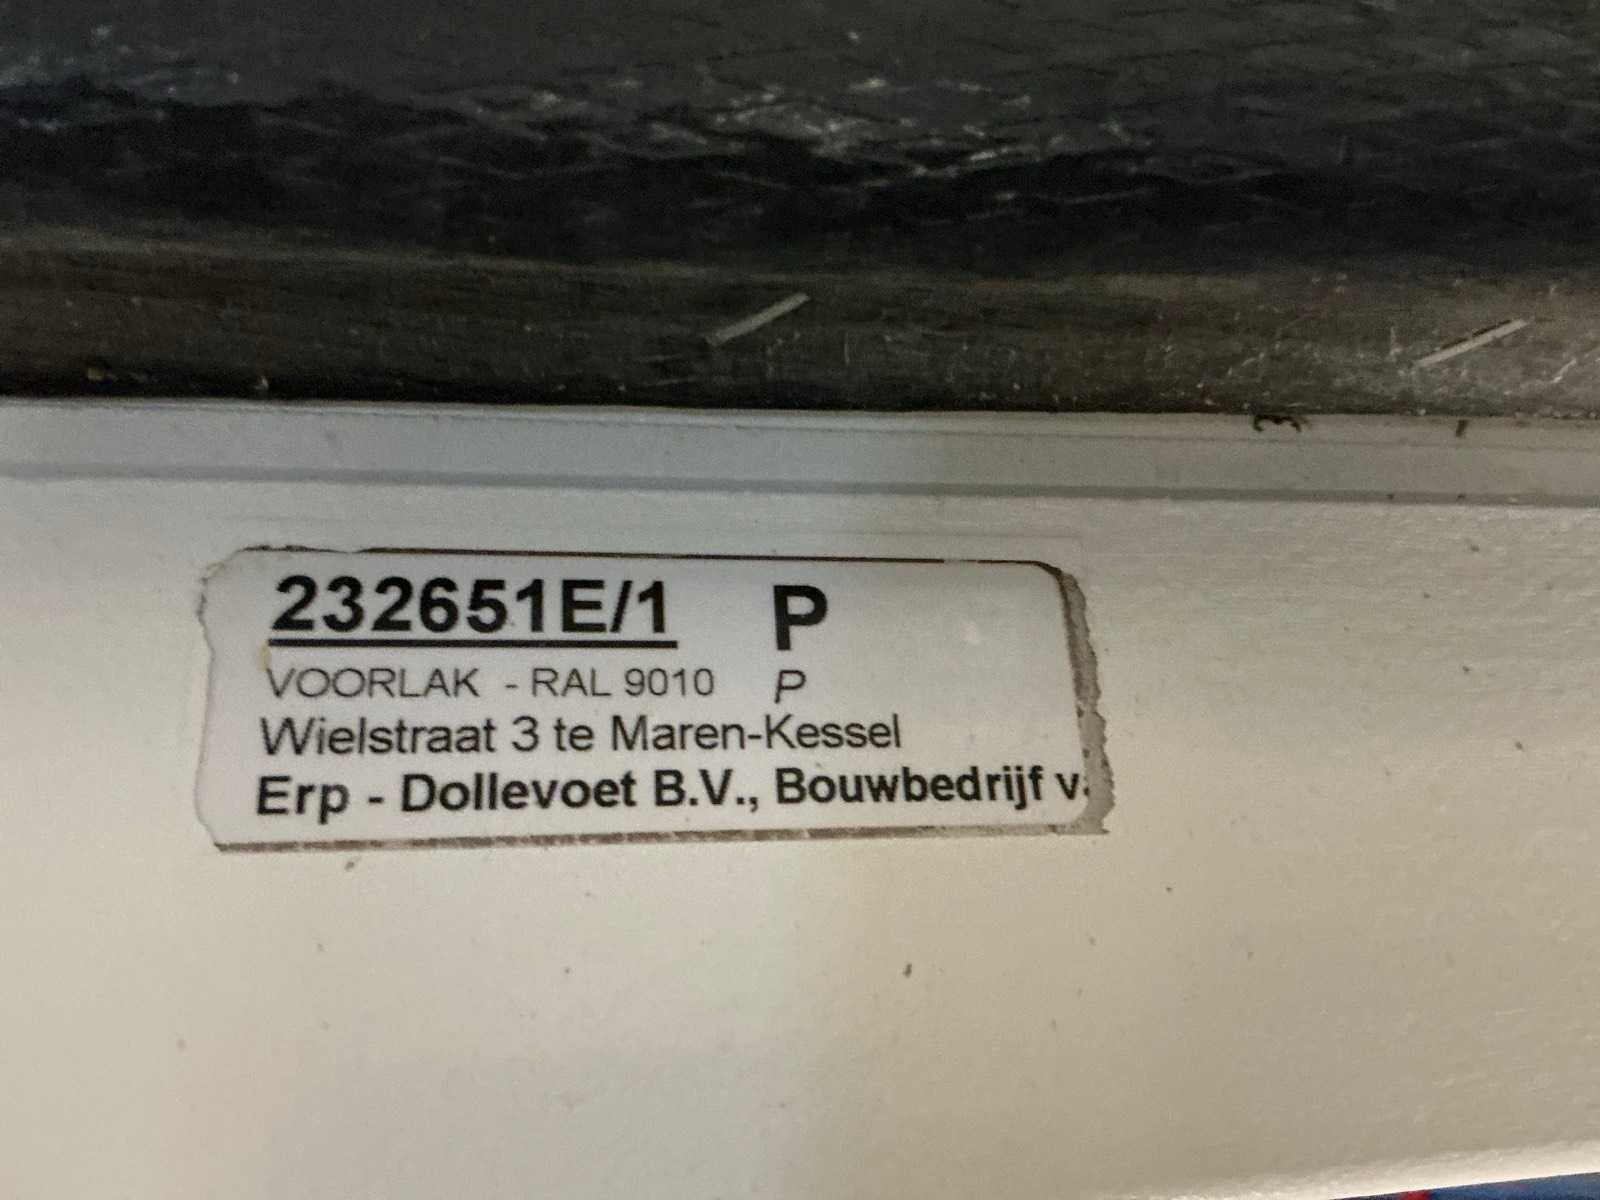 232651E/1 P
VOORLAK - RAL 9010 P
Wielstraat 3 te Maren-Kessel
Erp - Dollevoet B.V., Bouwbedrijf